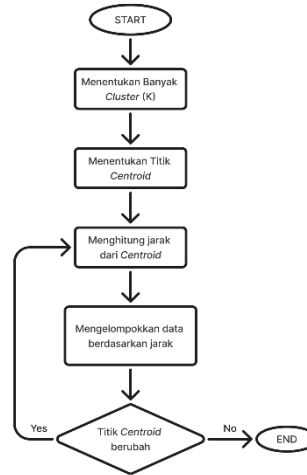 START
Menentukan Banyak
Cluster (K)
Menentukan Titik
Centroid
Menghitung jarak
dari Centroid
Mengelompokkan data
berdasarkan jarak
Yes
Titik Centroid
berubah
No
END